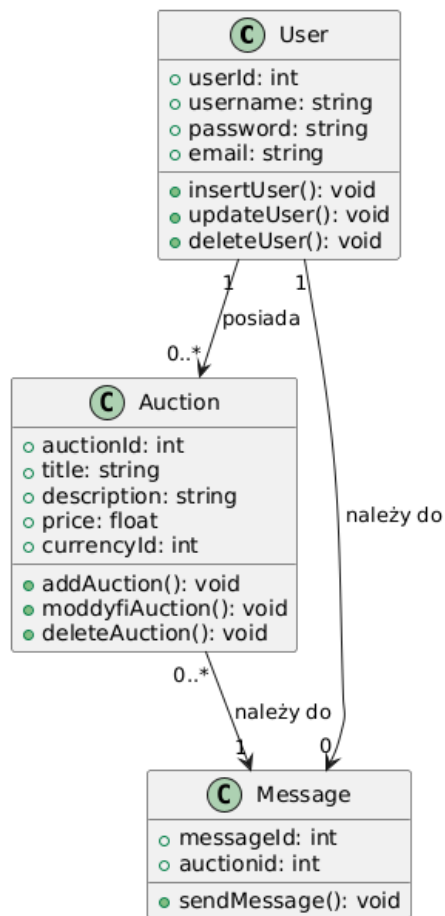 C User
userId: int
username: string
password: string
email: string
insertUser(): void
updateUser(): void
deleteUser(): void
1 1
posiada
0..*
C Auction
auctionId: int
title: string
description: string
price: float
currencyId: int
addAuction(): void
moddyfiAuction(): void
deleteAuction(): void
należy do
0..*
należy do
1 0
C Message
messageId: int
auctionid: int
sendMessage(): void